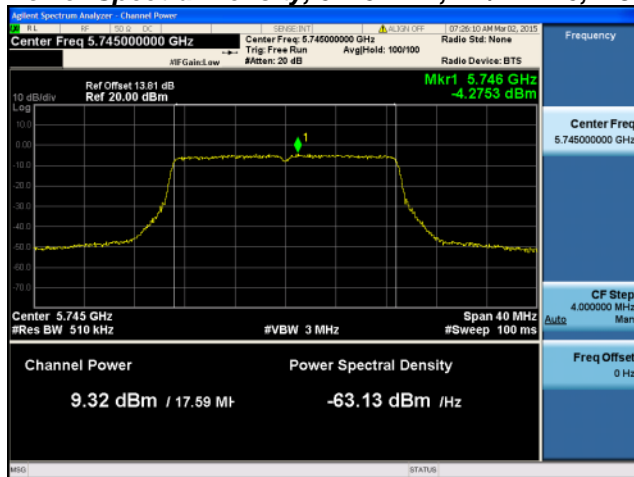 Agilent Spectrum Analyzer - Channel Power
RL RF 50 Ω DC SENSE:INT ALIGN OFF 07:26:10 AM Mar 02, 2015
Center Freq 5.745000000 GHz
Center Freq: 5.745000000 GHz
Radio Std: None
Trig: Free Run Avg|Hold: 100/100
#IFGain:Low #Atten: 20 dB Radio Device: BTS
Frequency
Mkr1 5.746 GHz
-4.2753 dBm
Ref Offset 13.81 dB
10 dB/div Ref 20.00 dBm
Log
10.0
0.00
-10.0
-20.0
-30.0
-40.0
-50.0
-60.0
-70.0
1
Center 5.745 GHz Span 40 MHz
#Res BW 510 kHz #VBW 3 MHz #Sweep 100 ms
Channel Power Power Spectral Density
9.32 dBm / 17.59 MH -63.13 dBm /Hz
Center Freq
5.745000000 GHz
CF Step
4.000000 MHz
Auto Man
Freq Offset
0 Hz
MSG STATUS